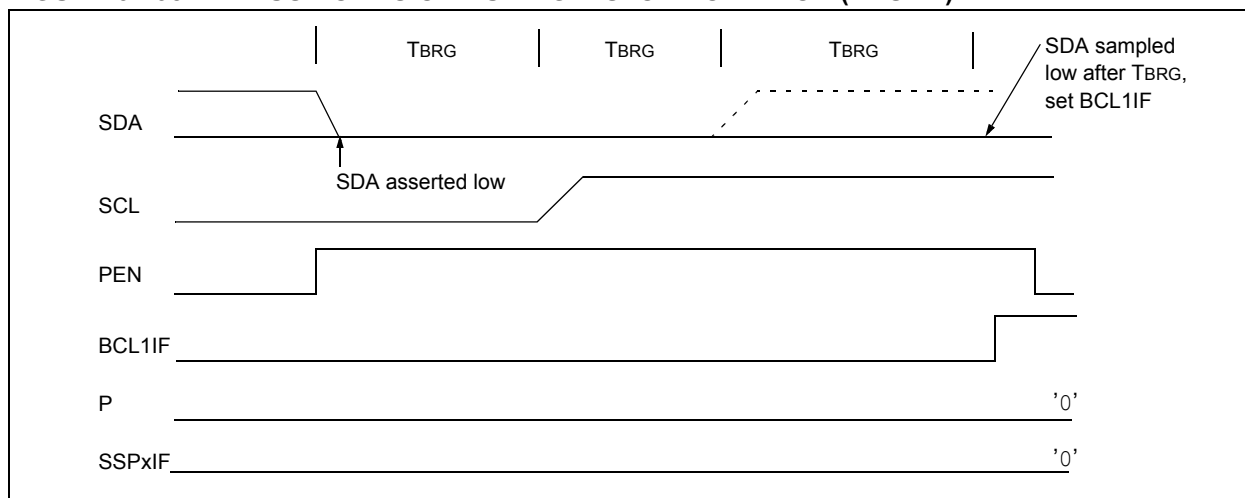 TBRG TBRG TBRG
SDA sampled
low after TBRG,
set BCL1IF
SDA
SDA asserted low
SCL
PEN
BCL1IF
P
'0'
SSPxIF
'0'